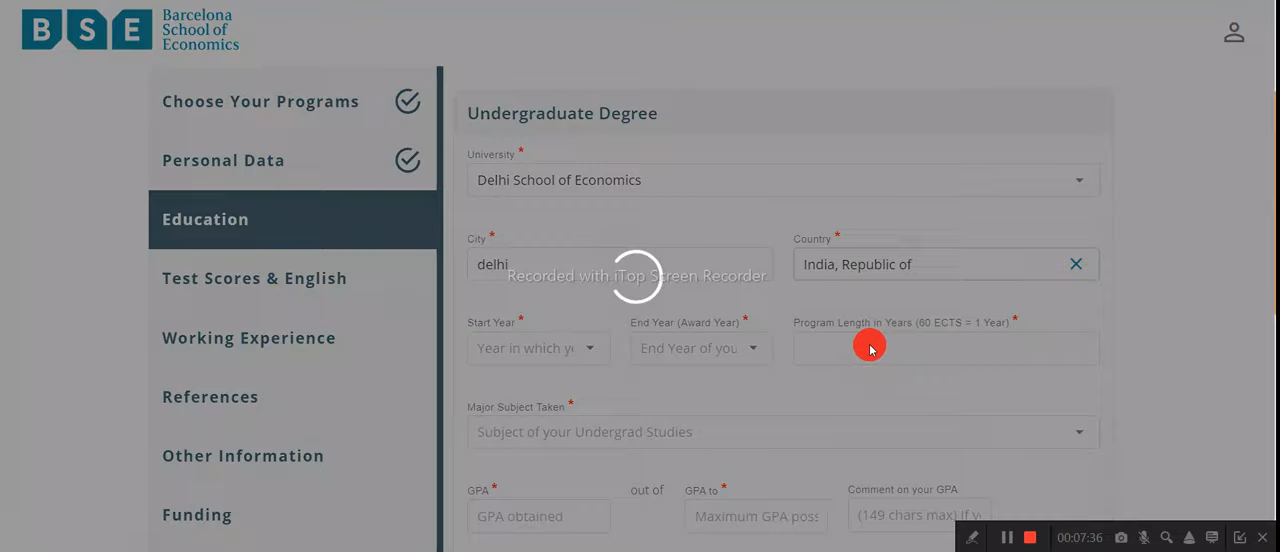 BSE
Barcelona
School of
Economics
Choose Your Programs
Personal Data
Education
Test Scores & English
Working Experience
References
Other Information
Funding
Undergraduate Degree
University *
Delhi School of Economics
City *
Country *
delhi
India, Republic of
Recorded with iTop Screen Recorder
Start Year *
End Year (Award Year) *
Program Length in Years (60 ECTS = 1 Year) *
Year in which y
End Year of you
Major Subject Taken *
Subject of your Undergrad Studies
GPA *
out of
GPA to *
Comment on your GPA
GPA obtained
Maximum GPA poss
(149 chars max) If y
00:07:36